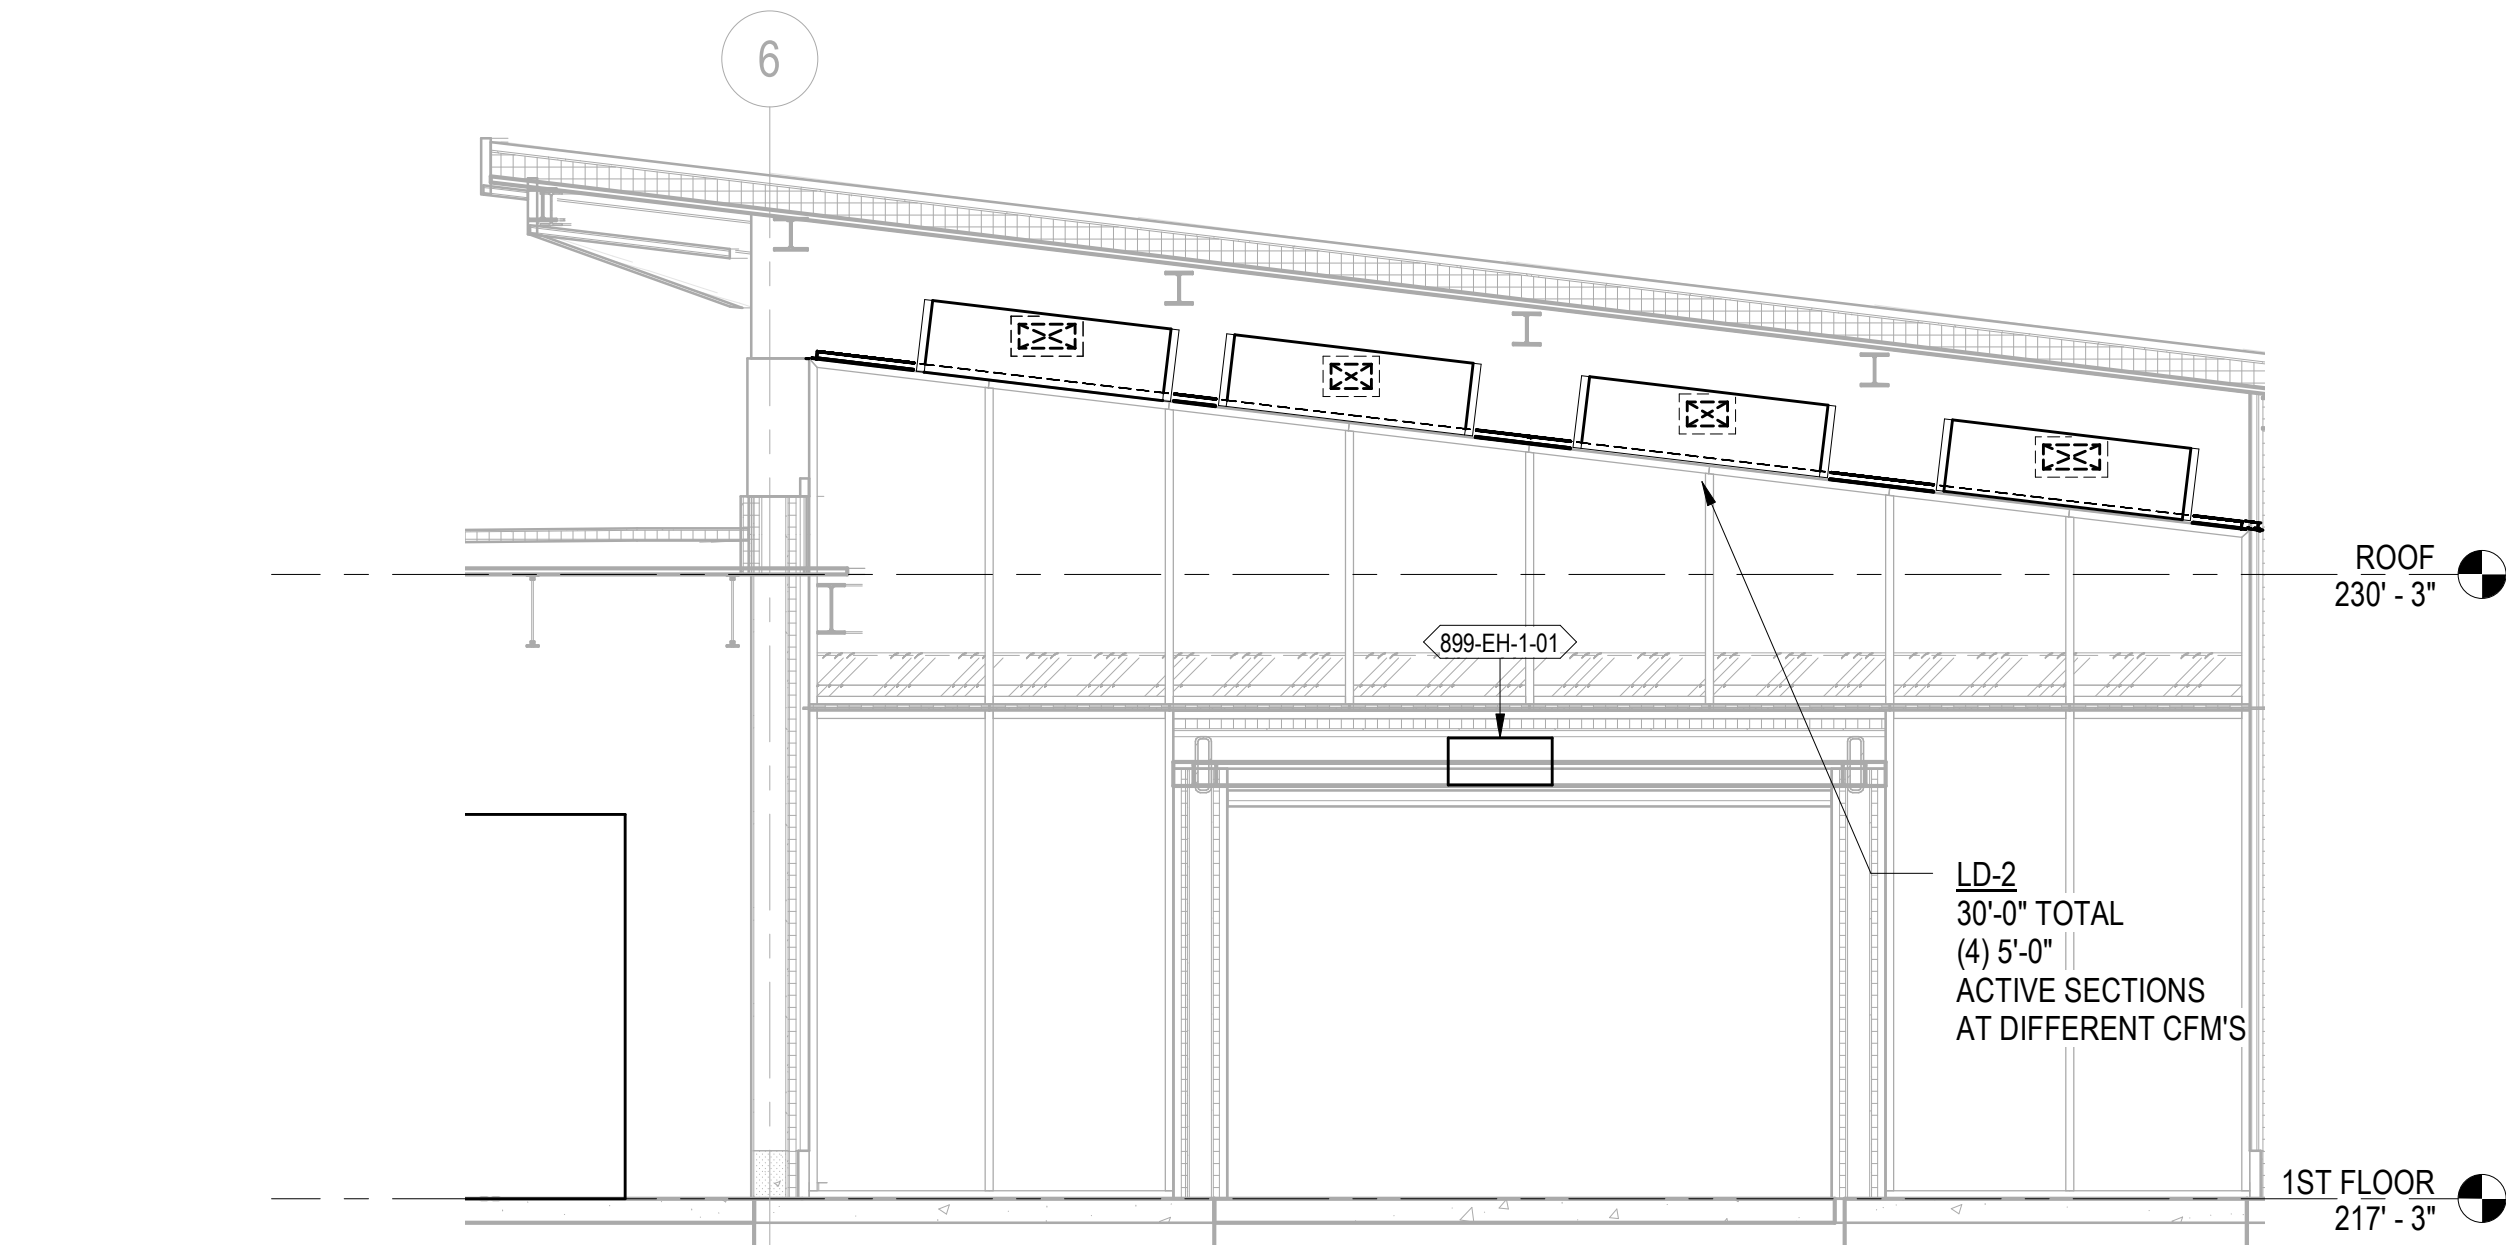 6
ROOF
230' - 3"
899-EH-1-01
LD-2
30'-0" TOTAL
(4) 5'-0"
ACTIVE SECTIONS
AT DIFFERENT CFM'S
1ST FLOOR
217' - 3"